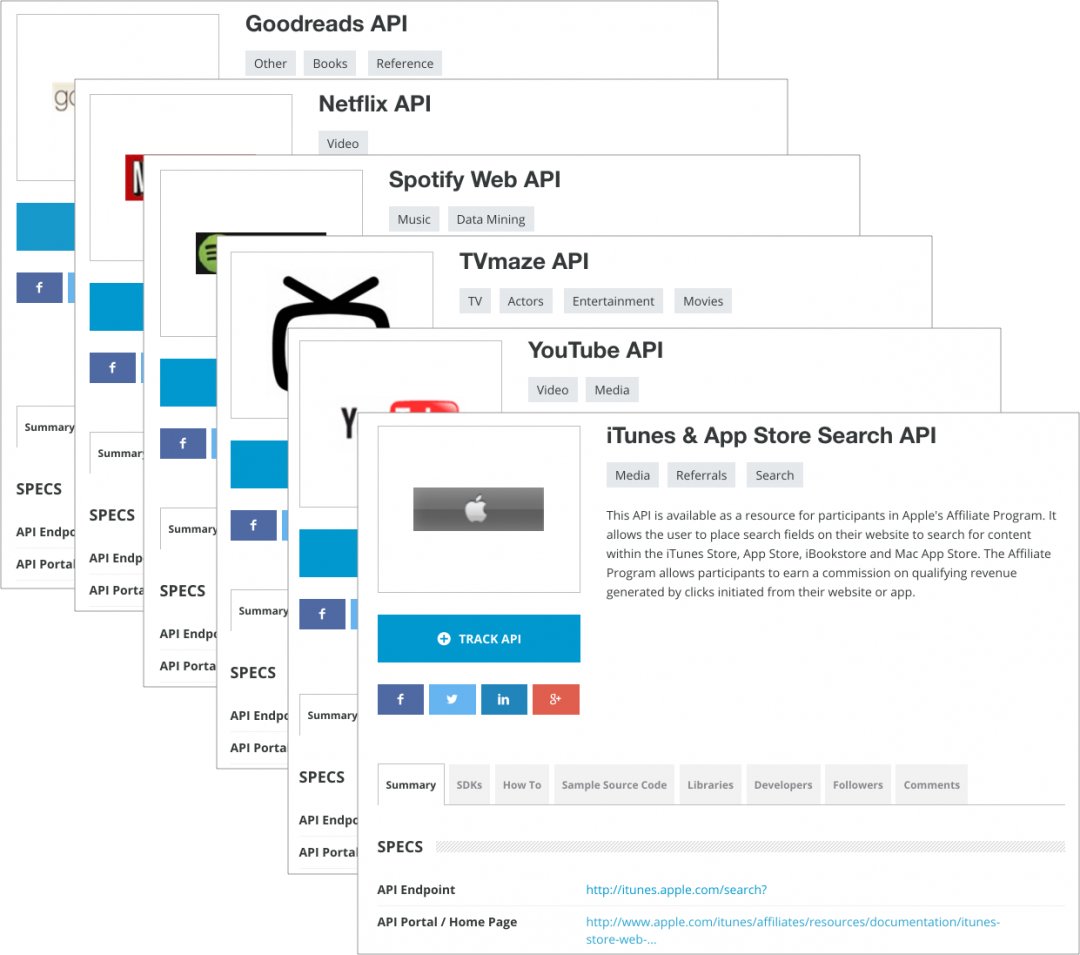 Goodreads API
Other Books Reference
Netflix API
Video
Spotify Web API
Music Data Mining
TVmaze API
TV Actors Entertainment Movies
YouTube API
Video Media
iTunes & App Store Search API
Media Referrals Search
This API is available as a resource for participants in Apple's Affiliate Program. It
allows the user to place search fields on their website to search for content
within the iTunes Store, App Store, iBookstore and Mac App Store. The Affiliate
Program allows participants to earn a commission on qualifying revenue
generated by clicks initiated from their website or app.
TRACK API
f in g+
Summary SDKs How To Sample Source Code Libraries Developers Followers Comments
SPECS
API Endpoint http://itunes.apple.com/search?
API Portal / Home Page http://www.apple.com/itunes/affiliates/resources/documentation/itunes-
store-web-...
f
Summary
SPECS
API Endpo
API Portal
f
Summary
SPECS
API Endp
API Porta
f
Summary
SPECS
API Endpo
API Porta
f
Summary
SPECS
API Endpo
API Porta
f
Summary
SPECS
API Endpo
API Portal